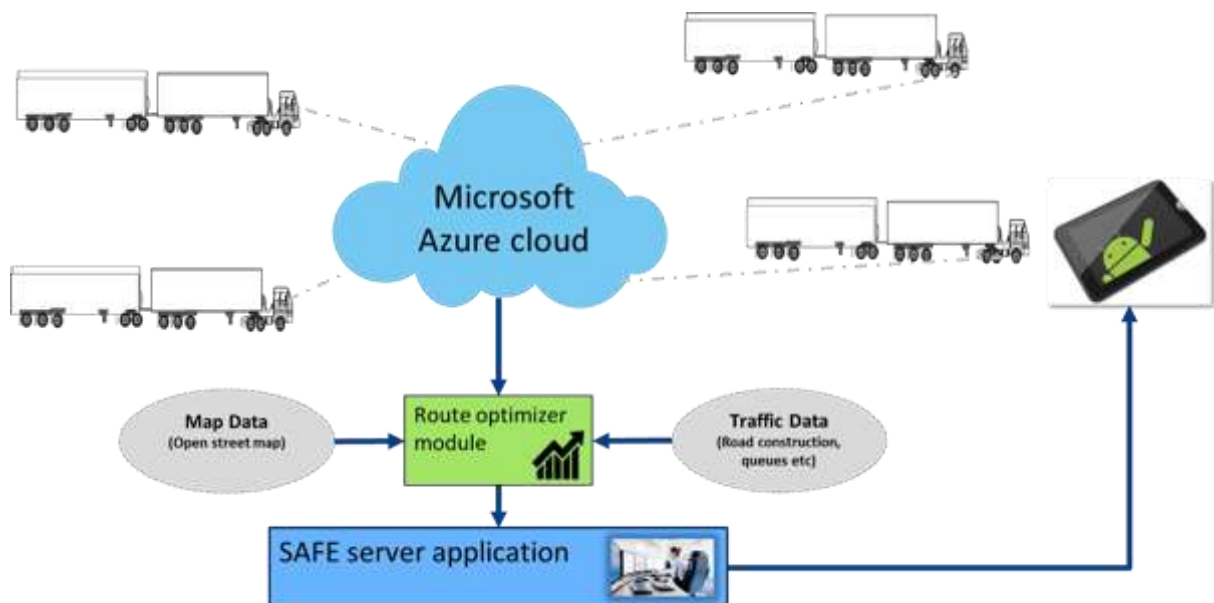 Microsoft
Azure cloud
Map Data
(Open street map)
Route optimizer
module
Traffic Data
(Road construction,
queues etc)
SAFE server application